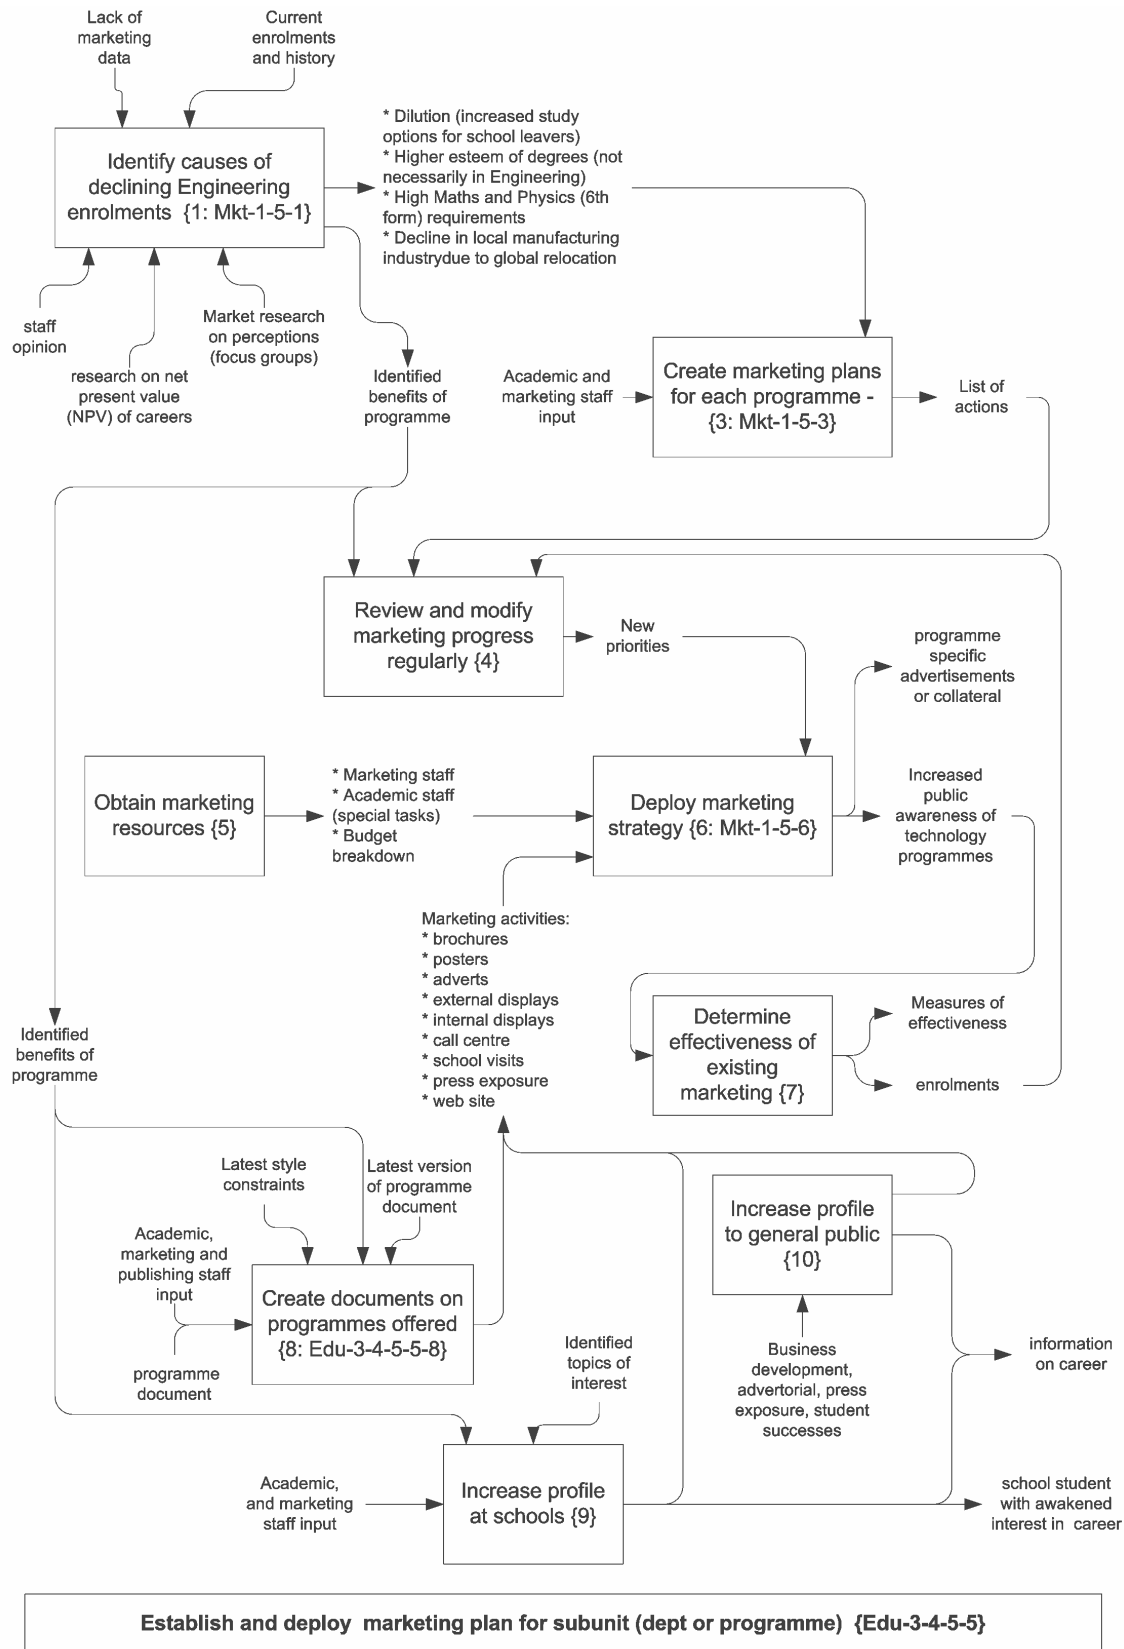 Lack of
marketing
data
Current
enrolments
and history
Identify causes of
declining Engineering
enrolments {1: Mkt-1-5-1}
* Dilution (increased study
options for school leavers)
* Higher esteem of degrees (not
necessarily in Engineering)
* High Maths and Physics (6th
form) requirements
* Decline in local manufacturing
industrydue to global relocation
staff
opinion
research on net
present value
(NPV) of careers
Market research
on perceptions
(focus groups)
Identified
benefits of
programme
Academic and
marketing staff
input
Create marketing plans
for each programme -
{3: Mkt-1-5-3}
List of
actions
Review and modify
marketing progress
regularly {4}
New
priorities
programme
specific
advertisements
or collateral
Obtain marketing
resources {5}
* Marketing staff
* Academic staff
(special tasks)
* Budget
breakdown
Deploy marketing
strategy {6: Mkt-1-5-6}
Increased
public
awareness of
technology
programmes
Marketing activities:
* brochures
* posters
* adverts
* external displays
* internal displays
* call centre
* school visits
* press exposure
* web site
Determine
effectiveness of
existing
marketing {7}
Measures of
effectiveness
enrolments
Identified
benefits of
programme
Latest style
constraints
Latest version
of programme
document
Academic,
marketing and
publishing staff
input
programme
document
Create documents on
programmes offered
{8: Edu-3-4-5-5-8}
Increase profile
to general public
{10}
Business
development,
advertorial, press
exposure, student
successes
information
on career
Identified
topics of
interest
Academic,
and marketing
staff input
Increase profile
at schools {9}
school student
with awakened
interest in career
Establish and deploy marketing plan for subunit (dept or programme) {Edu-3-4-5-5}